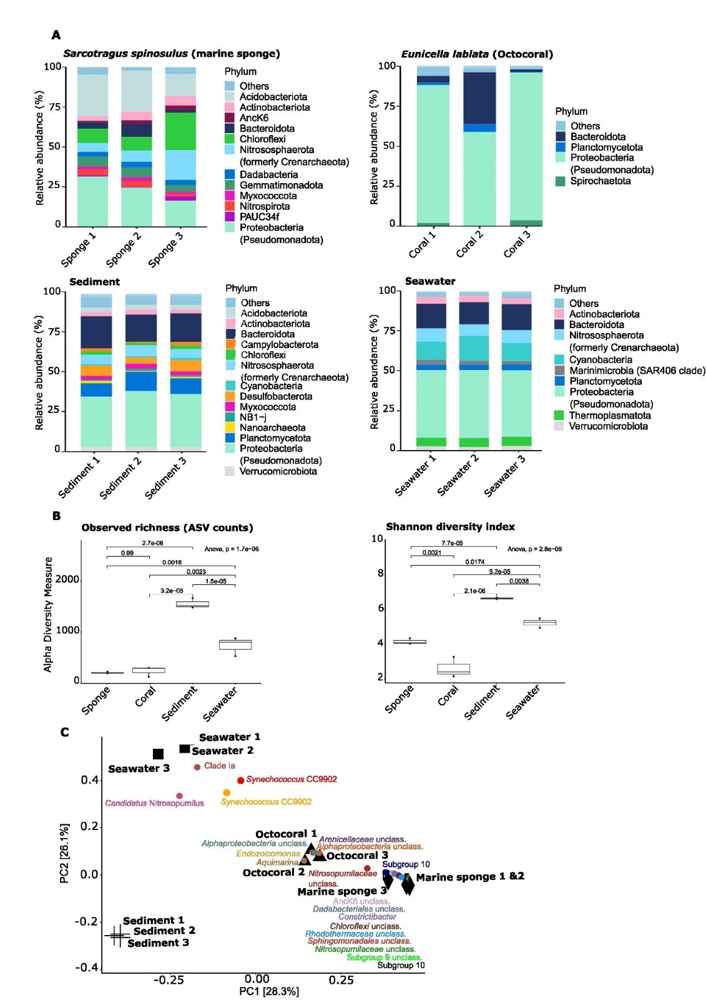 A
Sarcotragus spinosulus (marine sponge)
Relative abundance (%)
100
75
50
25
0
Sponge 1
Sponge 2
Sponge 3
Phylum
Others
Acidobacteriota
Actinobacteriota
AncK6
Bacteroidota
Chloroflexi
Nitrososphaerota
(formerly Crenarchaeota)
Dadabacteria
Gemmatimonadota
Myxococcota
Nitrospirota
PAUC34f
Proteobacteria
(Pseudomonadota)
Eunicella labiata (Octocoral)
Relative abundance (%)
100
75
50
25
0
Coral 1
Coral 2
Coral 3
Phylum
Others
Bacteroidota
Planctomycetota
Proteobacteria
(Pseudomonadota)
Spirochaetota
Sediment
Relative abundance (%)
100
75
50
25
0
Sediment 1
Sediment 2
Sediment 3
Phylum
Others
Acidobacteriota
Actinobacteriota
Bacteroidota
Campylobacterota
Chloroflexi
Nitrososphaerota
(formerly Crenarchaeota)
Cyanobacteria
Desulfobacterota
Myxococcota
NB1−j
Nanoarchaeota
Planctomycetota
Proteobacteria
(Pseudomonadota)
Verrucomicrobiota
Seawater
Relative abundance (%)
100
75
50
25
0
Seawater 1
Seawater 2
Seawater 3
Phylum
Others
Actinobacteriota
Bacteroidota
Nitrososphaerota
(formerly Crenarchaeota)
Cyanobacteria
Marinimicrobia (SAR406 clade)
Planctomycetota
Proteobacteria
(Pseudomonadota)
Thermoplasmatota
Verrucomicrobiota
B
Observed richness (ASV counts)
Alpha Diversity Measure
2000
1000
0
2.7e-06
Anova, p = 1.7e−06
0.99
0.0016
0.0023
1.5e-05
3.2e−05
Sponge
Coral
Sediment
Seawater
Shannon diversity index
10
8
6
4
2
7.7e-05
Anova, p = 2.8e−06
0.0021
0.0174
5.2e-05
0.0038
2.1e-06
Sponge
Coral
Sediment
Seawater
C
PC2 [26.1%]
0.4
0.2
0.0
-0.2
-0.4
Seawater 1
Seawater 2
Seawater 3
Clade Ia
Synechococcus CC9902
Candidatus Nitrosopumilus
Synechococcus CC9902
Octocoral 1
Arenicellaceae unclass.
Alphaproteobacteria unclass.
Alphaproteobacteria unclass.
Endozoicomonas
Octocoral 3
Aquimarina
Subgroup 10
Octocoral 2
Nitrosopumilaceae
unclass.
Marine sponge 1 &2
Marine sponge 3
AncK6 unclass.
Dadabacteriales unclass.
Constrictibacter
Chloroflexi unclass.
Rhodothermaceae unclass.
Sphingomonadales unclass.
Nitrosopumilaceae unclass.
Subgroup 9 unclass.
Subgroup 10
Sediment 1
Sediment 2
Sediment 3
-0.25
0.00
0.25
PC1 [28.3%]